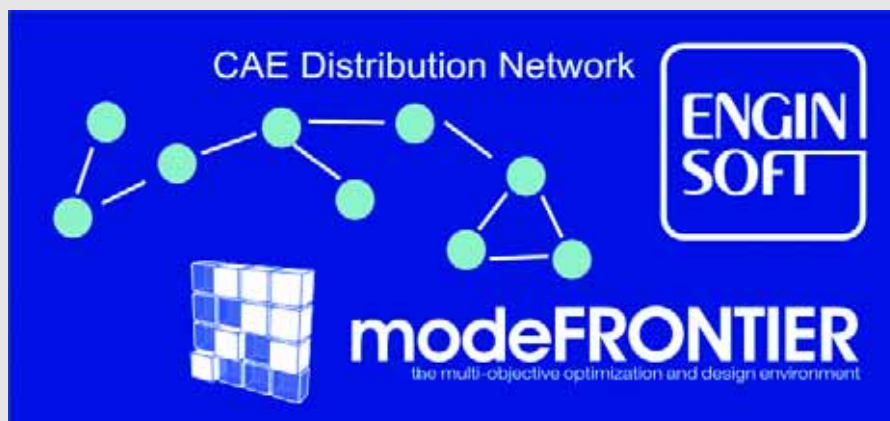 CAE Distribution Network
ENGIN
SOFT
modeFRONTIER
the multi-objective optimization and design environment